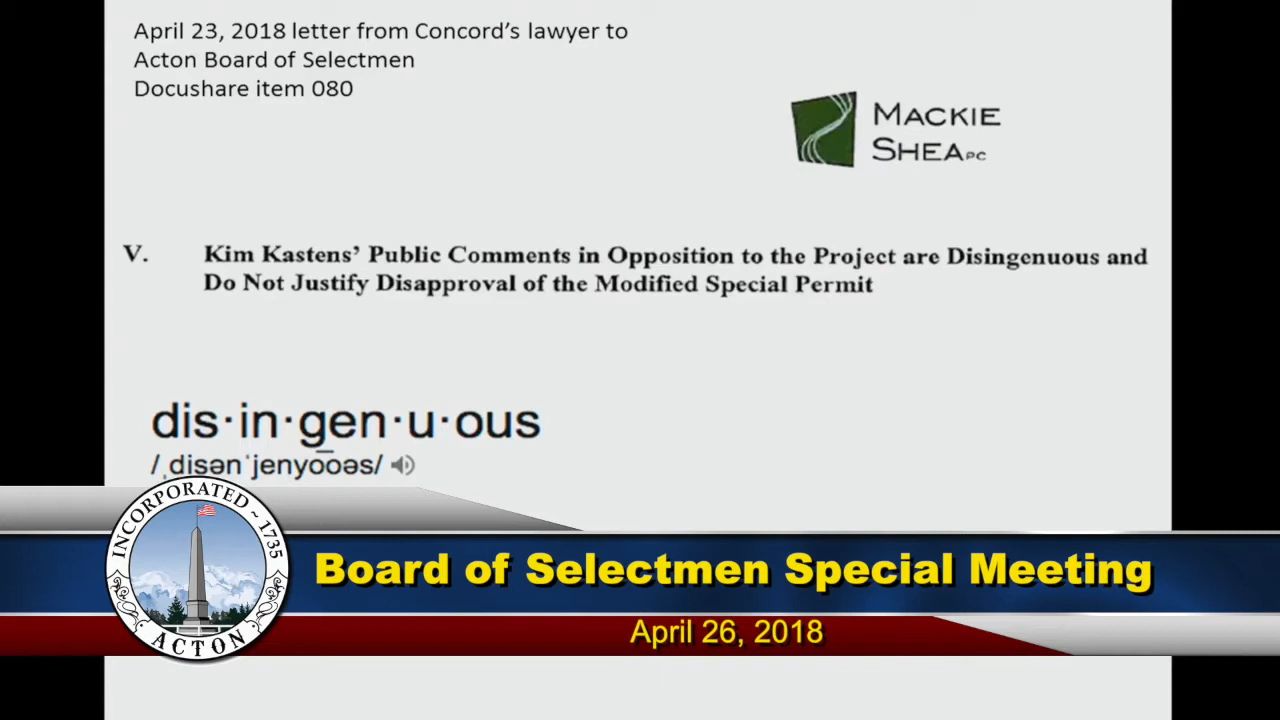 April 23, 2018 letter from Concord's lawyer to
Acton Board of Selectmen
Docushare item 080
MACKIE
SHEA PC
V. Kim Kastens' Public Comments in Opposition to the Project are Disingenuous and
Do Not Justify Disapproval of the Modified Special Permit
dis·in·gen·u·ous
/ˌdisənˈjenyo͞oəs/
INCORPORATED ~ 1735
ACTON
Board of Selectmen Special Meeting
April 26, 2018